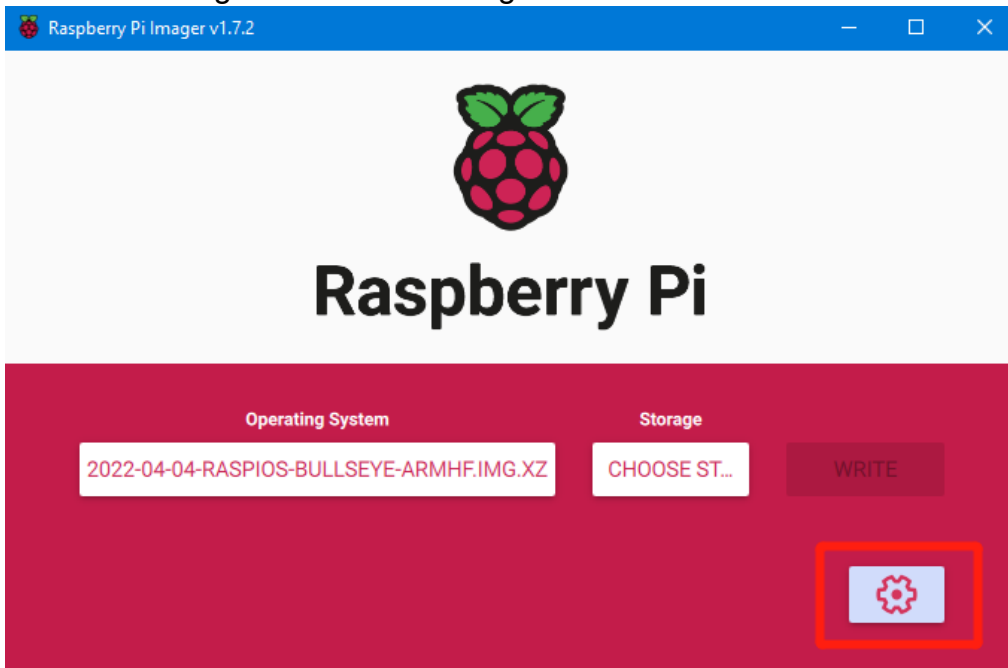 Raspberry Pi Imager v1.7.2
Raspberry Pi
Operating System Storage
2022-04-04-RASPIOS-BULLSEYE-ARMHF.IMG.XZ CHOOSE ST... WRITE